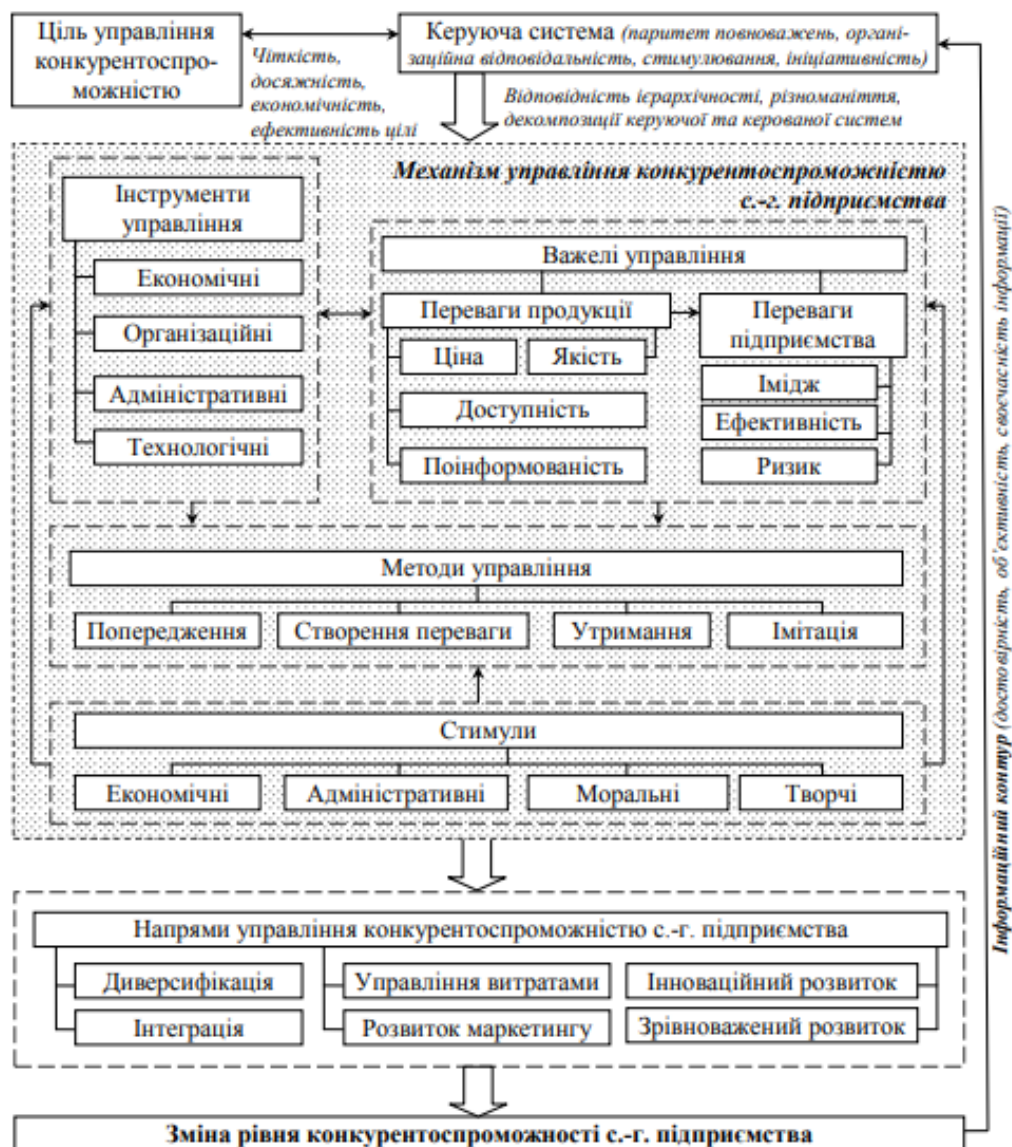 Ціль управління
конкурентоспро-
можністю
Чіткість,
досяжність,
економічність,
ефективність цілі
Керуюча система (паритет повноважень, органі-
заційна відповідальність, стимулювання, ініціативність)
Відповідність ієрархічності, різноманіття,
декомпозиції керуючої та керованої систем
Механізм управління конкурентоспроможністю
с.-г. підприємства
Інструменти
управління
Економічні
Організаційні
Адміністративні
Технологічні
Важелі управління
Переваги продукції
Ціна
Якість
Доступність
Поінформованість
Переваги
підприємства
Імідж
Ефективність
Ризик
Методи управління
Попередження
Створення переваги
Утримання
Імітація
Стимули
Економічні
Адміністративні
Моральні
Творчі
Напрями управління конкурентоспроможністю с.-г. підприємства
Диверсифікація
Інтеграція
Управління витратами
Розвиток маркетингу
Інноваційний розвиток
Зрівноважений розвиток
Зміна рівня конкурентоспроможності с.-г. підприємства
Інформаційний контур (достовірність, об'єктивність, своєчасність інформації)